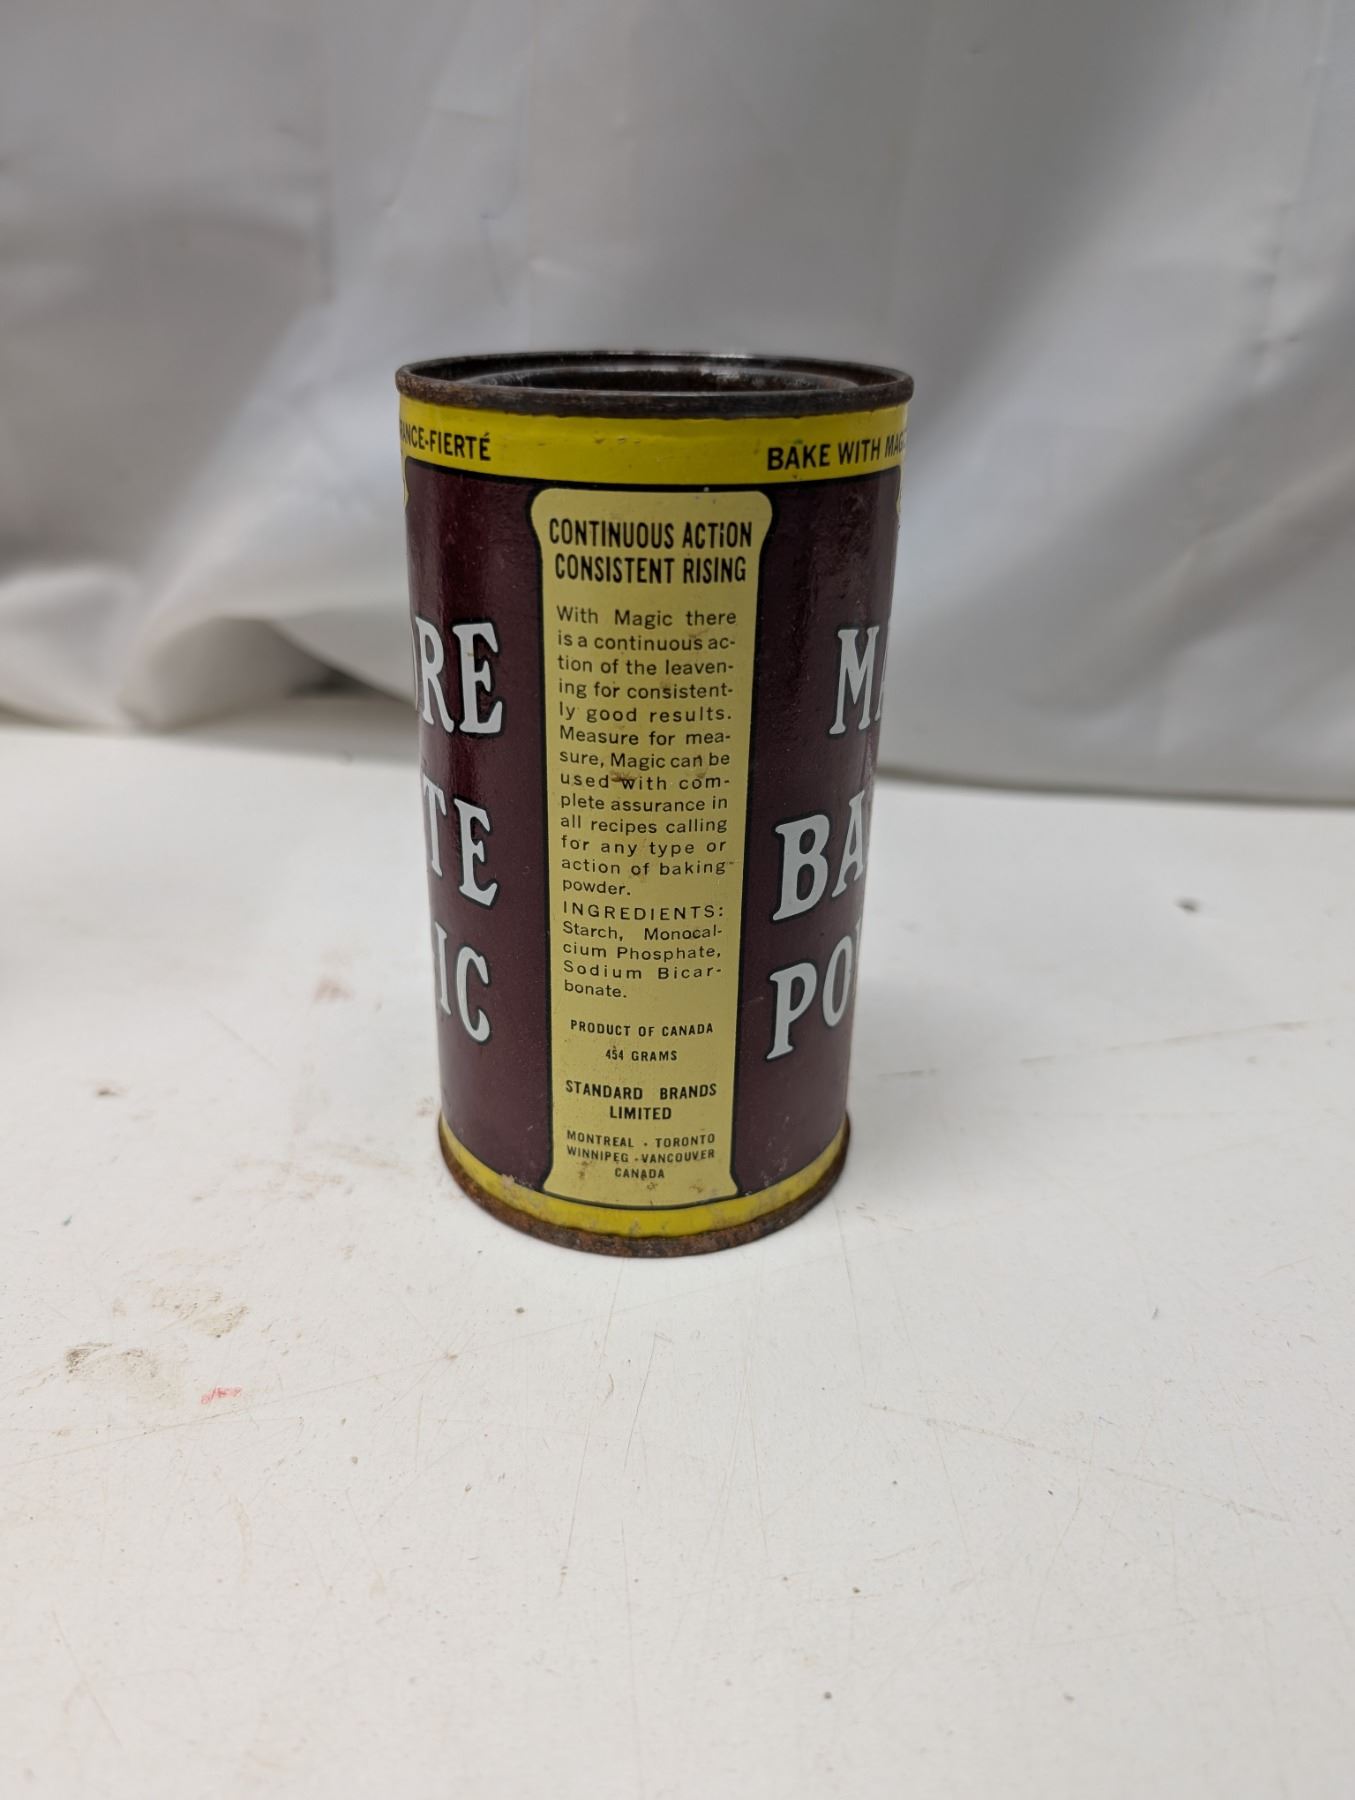 RANCE-FIERTÉ
BAKE WITH MAGIC
RE
TE
IC
CONTINUOUS ACTION
CONSISTENT RISING
With Magic there
is a continuous ac-
tion of the leaven-
ing for consistent-
ly good results.
Measure for mea-
sure, Magic can be
used with com-
plete assurance in
all recipes calling
for any type or
action of baking
powder.
INGREDIENTS:
Starch, Monocal-
cium Phosphate,
Sodium Bicar-
bonate.
PRODUCT OF CANADA
454 GRAMS
STANDARD BRANDS
LIMITED
MONTREAL · TORONTO
WINNIPEG · VANCOUVER
CANADA
MA
BA
PO